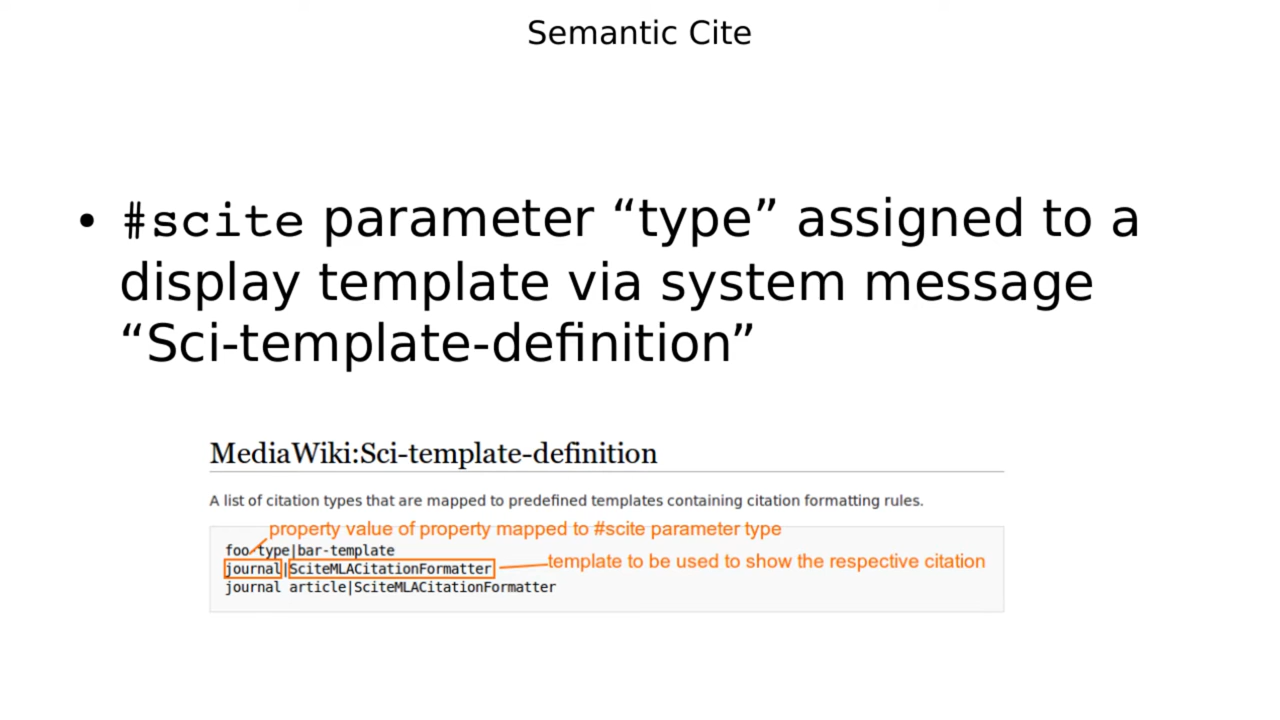 Semantic Cite
• #scite parameter “type” assigned to a
display template via system message
“Sci-template-definition”
MediaWiki:Sci-template-definition
A list of citation types that are mapped to predefined templates containing citation formatting rules.
property value of property mapped to #scite parameter type
foo type|bar-template
journal|SciteMLACitationFormatter
template to be used to show the respective citation
journal article|SciteMLACitationFormatter